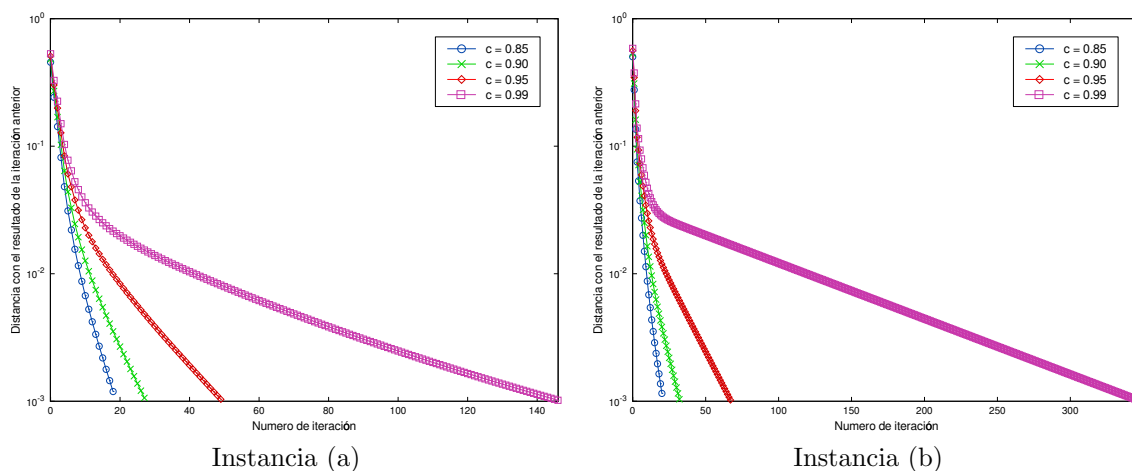 10^0
10^-1
10^-2
10^-3
Distancia con el resultado de la iteración anterior
0 20 40 60 80 100 120 140
Numero de iteración
c = 0.85
c = 0.90
c = 0.95
c = 0.99
Instancia (a)
10^0
10^-1
10^-2
10^-3
Distancia con el resultado de la iteración anterior
0 50 100 150 200 250 300
Numero de iteración
c = 0.85
c = 0.90
c = 0.95
c = 0.99
Instancia (b)